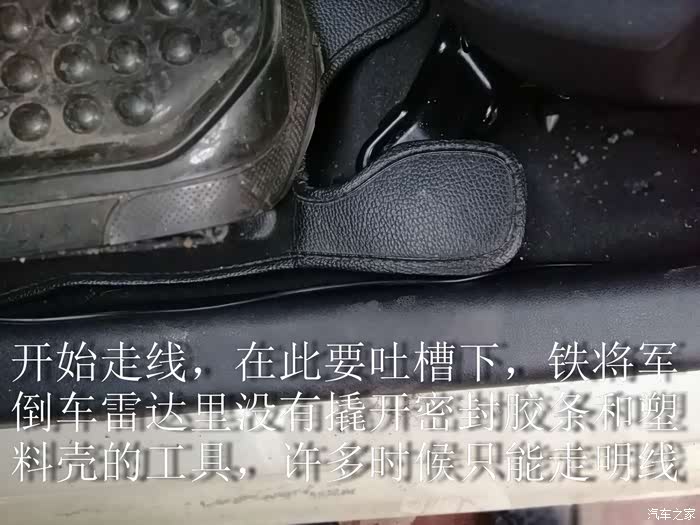 开始走线，在此要吐槽下，铁将军
倒车雷达里没有撬开密封胶条和塑
料壳的工具，许多时候只能走明线
汽车之家